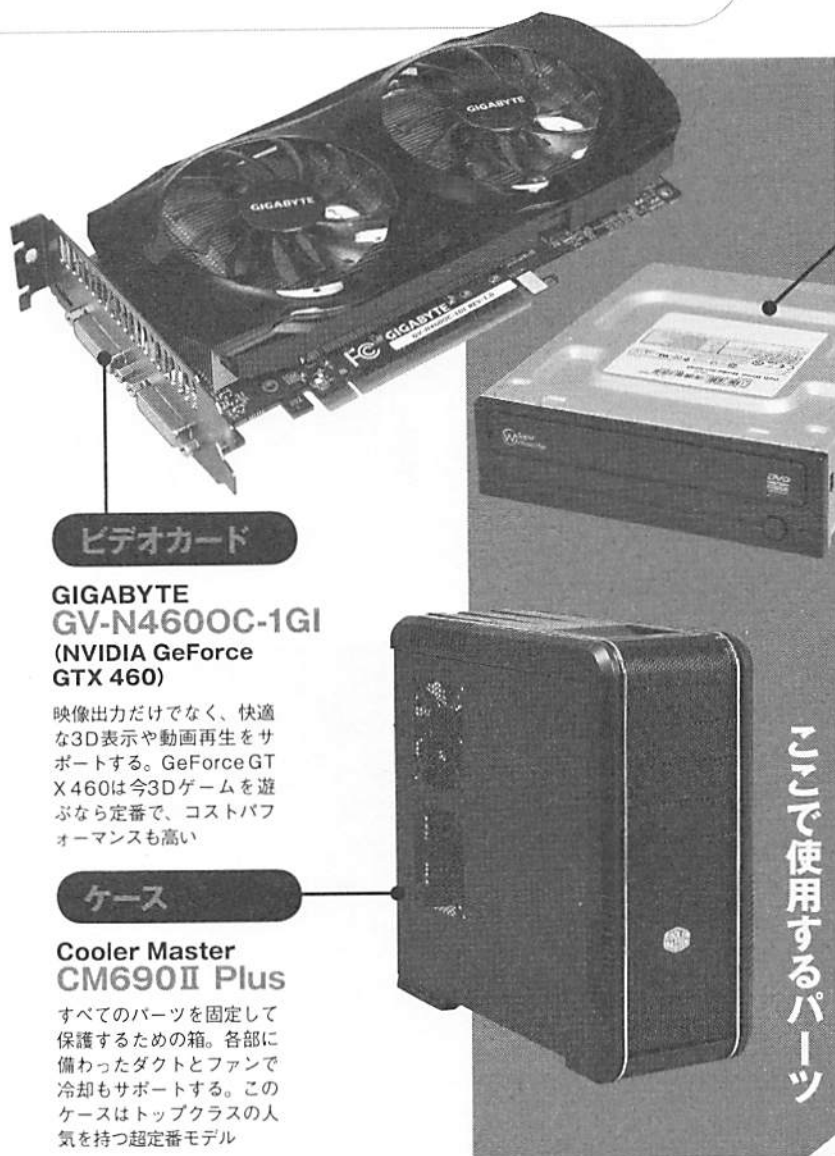 GIGABYTE
GIGABYTE
GIGABYTE
GV-N460OC-1GI REV:1.0
FC
ビデオカード
GIGABYTE
GV-N460OC-1GI
(NVIDIA GeForce
GTX 460)
映像出力だけでなく、快適
な3D表示や動画再生をサ
ポートする。GeForce GT
X 460は今3Dゲームを遊
ぶなら定番で、コストパフ
ォーマンスも高い
ケース
Cooler Master
CM690Ⅱ Plus
すべてのパーツを固定して
保護するための箱。各部に
備わったダクトとファンで
冷却もサポートする。この
ケースはトップクラスの人
気を持つ超定番モデル
DVD
ここで使用するパーツ